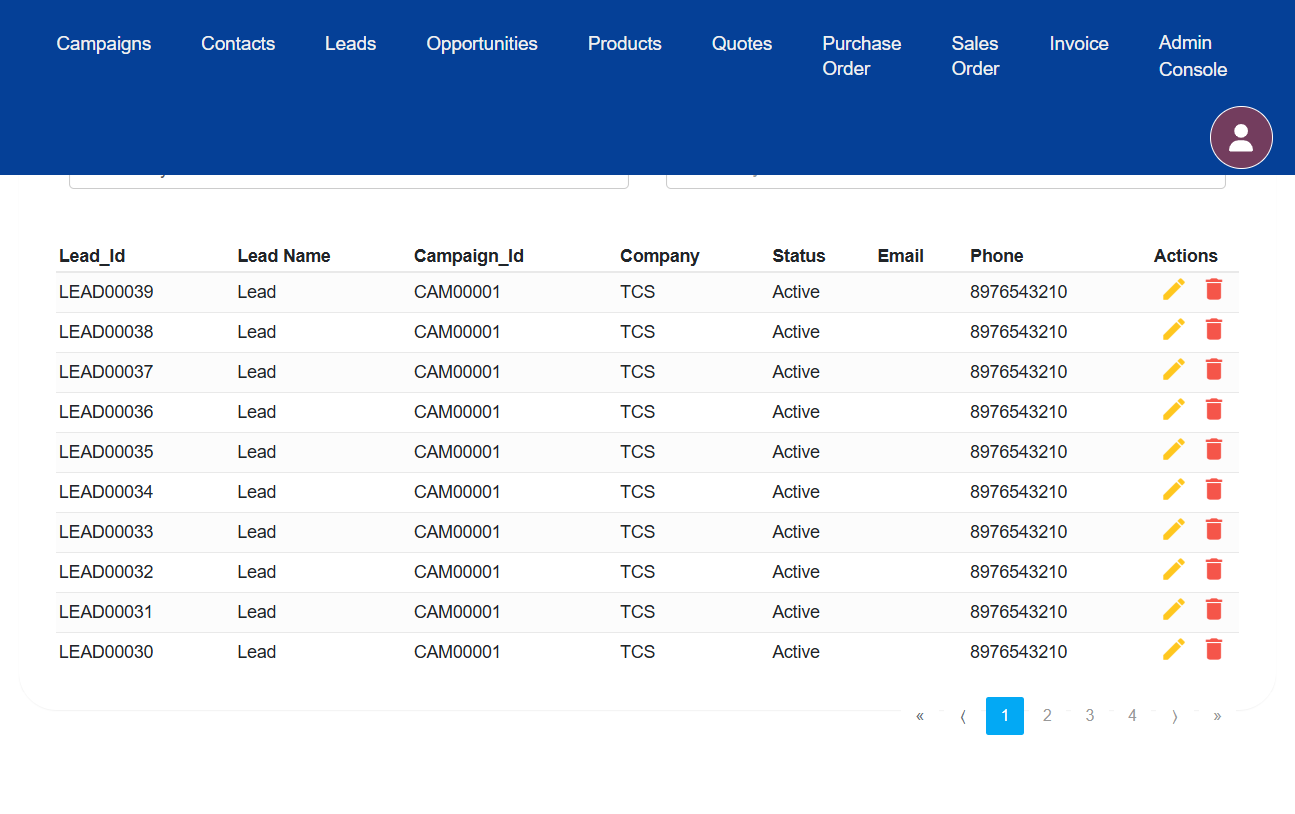 Campaigns Contacts Leads Opportunities Products Quotes Purchase Order Sales Order Invoice Admin Console
Lead_Id Lead Name Campaign_Id Company Status Email Phone Actions
LEAD00039 Lead CAM00001 TCS Active 8976543210
LEAD00038 Lead CAM00001 TCS Active 8976543210
LEAD00037 Lead CAM00001 TCS Active 8976543210
LEAD00036 Lead CAM00001 TCS Active 8976543210
LEAD00035 Lead CAM00001 TCS Active 8976543210
LEAD00034 Lead CAM00001 TCS Active 8976543210
LEAD00033 Lead CAM00001 TCS Active 8976543210
LEAD00032 Lead CAM00001 TCS Active 8976543210
LEAD00031 Lead CAM00001 TCS Active 8976543210
LEAD00030 Lead CAM00001 TCS Active 8976543210
« ⟨ 1 2 3 4 ⟩ »